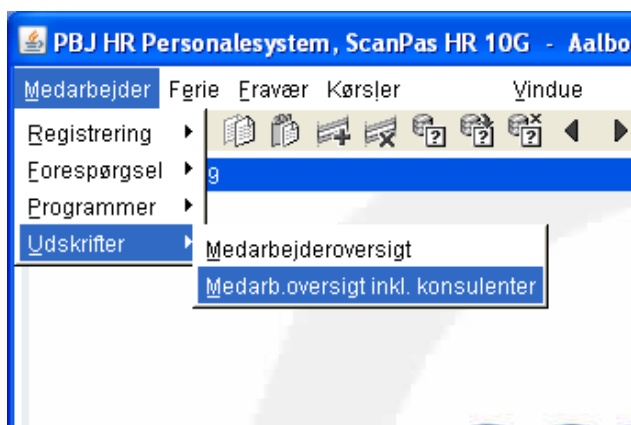 PBJ HR Personalesystem, ScanPas HR 10G - Aalbo
Medarbejder Ferie Fravær Kørsler Vindue
Registrering
Forespørgsel
9
Programmer
Udskrifter
Medarbejderoversigt
Medarb.oversigt inkl. konsulenter